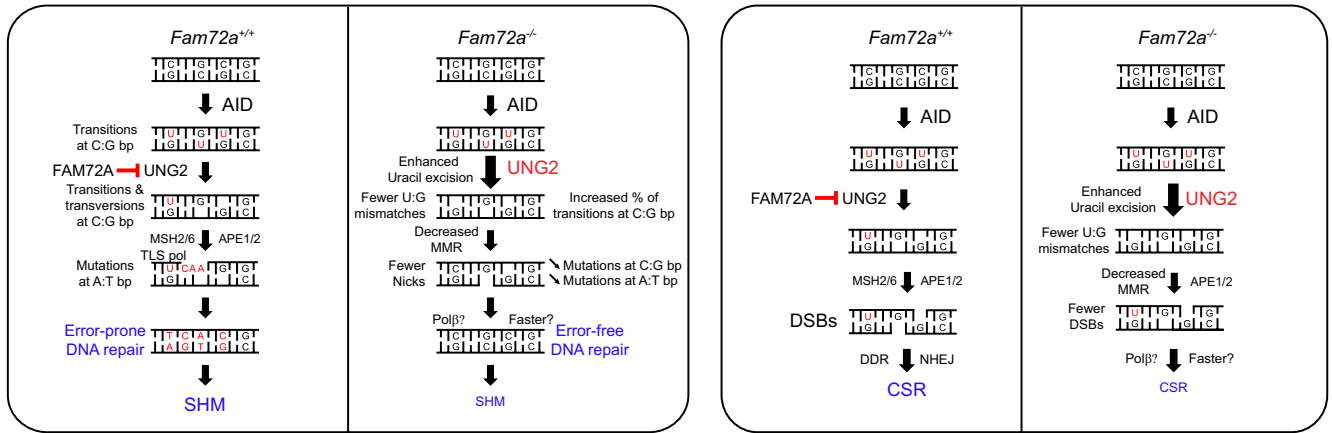 Fam72a+/+
C G C G
G C G C
AID
Transitions
at C:G bp
U G U G
G U G C
FAM72A UNG2
Transitions &
transversions
at C:G bp
U G G
G G C
MSH2/6 APE1/2
TLS pol
Mutations
at A:T bp
U CAA G G
G G C
Error-prone
DNA repair
T C A C G
A G T G C
SHM
Fam72a-/-
C G C G
G C G C
AID
U G U G
G U G C
Enhanced
Uracil excision
UNG2
Fewer U:G
mismatches
G G
G G C
Increased % of
transitions at C:G bp
Decreased
MMR
Fewer
Nicks
C G G
G G C
Mutations at C:G bp
Mutations at A:T bp
Polβ? Faster?
C G C G
G C G C
Error-free
DNA repair
SHM
Fam72a+/+
C G C G
G C G C
AID
U G U G
G U G C
FAM72A UNG2
U G G
G G C
MSH2/6 APE1/2
DSBs
U G G
G G C
DDR NHEJ
CSR
Fam72a-/-
C G C G
G C G C
AID
U G U G
G U G C
Enhanced
Uracil excision
UNG2
Fewer U:G
mismatches
G G
G G C
Decreased
MMR
APE1/2
Fewer
DSBs
U G G
G G C
Polβ? Faster?
CSR